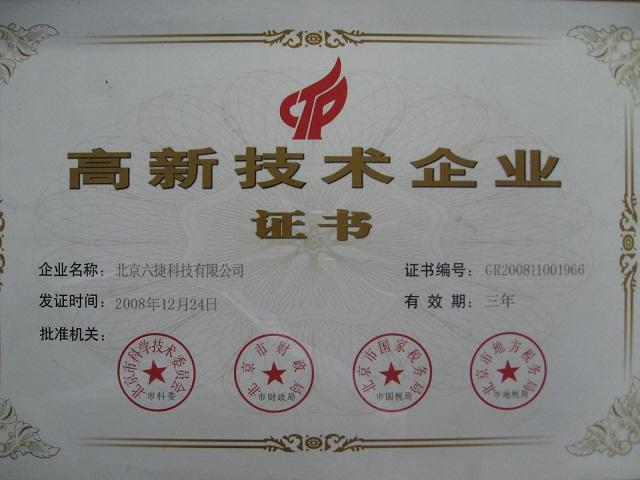 高新技术企业
证书
企业名称：北京六捷科技有限公司
证书编号：GR200811001966
发证时间：2008年12月24日
有效期：三年
批准机关：
北京市科学技术委员会
市科委
北京市财政局
市财政局
北京市国家税务局
市国税局
北京市地方税务局
市地税局